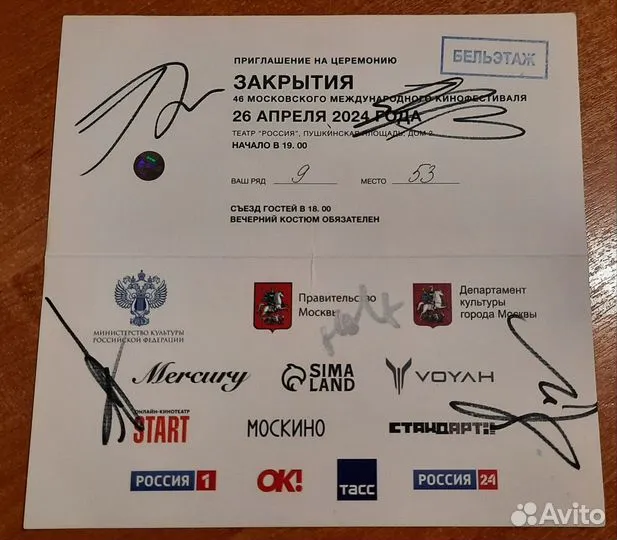 ПРИГЛАШЕНИЕ НА ЦЕРЕМОНИЮ
БЕЛЬЭТАЖ
ЗАКРЫТИЯ
46 МОСКОВСКОГО МЕЖДУНАРОДНОГО КИНОФЕСТИВАЛЯ
26 АПРЕЛЯ 2024 ГОДА
ТЕАТР "РОССИЯ", ПУШКИНСКАЯ ПЛОЩАДЬ, ДОМ 2
НАЧАЛО В 19. 00
ВАШ РЯД 9 МЕСТО 53
СЪЕЗД ГОСТЕЙ В 18. 00
ВЕЧЕРНИЙ КОСТЮМ ОБЯЗАТЕЛЕН
МИНИСТЕРСТВО КУЛЬТУРЫ
РОССИЙСКОЙ ФЕДЕРАЦИИ
Правительство
Москвы
Департамент
культуры
города Москвы
Mercury
SIMA
LAND
VOYAH
ОНЛАЙН-КИНОТЕАТР
START
МОСКИНО
СТАНДАРТ
РОССИЯ 1
OK!
ТАСС
РОССИЯ 24
Avito